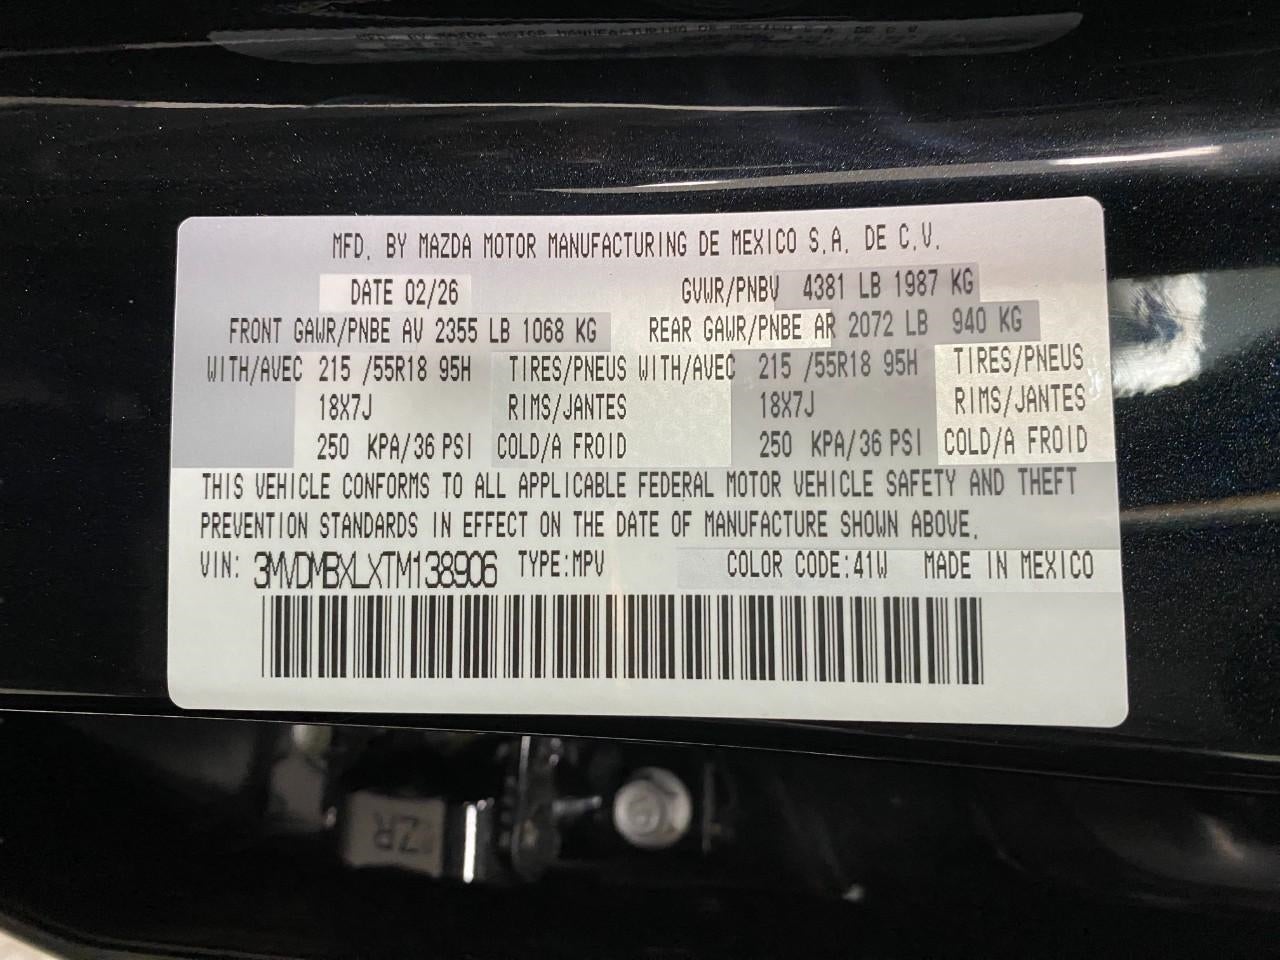 MFD. BY MAZDA MOTOR MANUFACTURING DE MEXICO S.A. DE C.V.
DATE 02/26 GVWR/PNBV 4381 LB 1987 KG
FRONT GAWR/PNBE AV 2355 LB 1068 KG REAR GAWR/PNBE AR 2072 LB 940 KG
WITH/AVEC 215 /55R18 95H TIRES/PNEUS WITH/AVEC 215 /55R18 95H TIRES/PNEUS
18X7J RIMS/JANTES 18X7J RIMS/JANTES
250 KPA/36 PSI COLD/A FROID 250 KPA/36 PSI COLD/A FROID
THIS VEHICLE CONFORMS TO ALL APPLICABLE FEDERAL MOTOR VEHICLE SAFETY AND THEFT
PREVENTION STANDARDS IN EFFECT ON THE DATE OF MANUFACTURE SHOWN ABOVE.
VIN: 3MVDMBXLXTM138906 TYPE:MPV COLOR CODE:41W MADE IN MEXICO
ZR